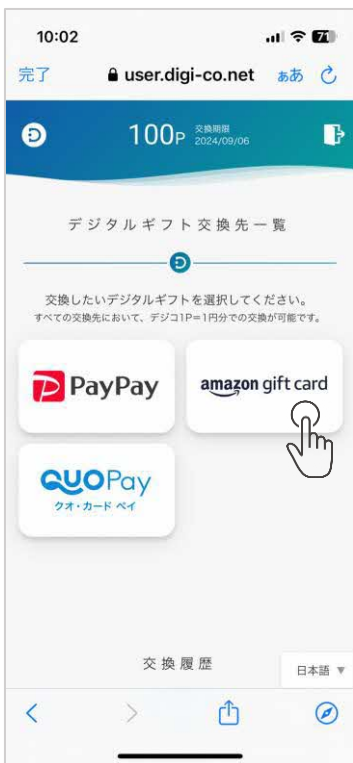 10:02
71
完了
user.digi-co.net
ぁあ
100P
交換期限
2024/09/06
デジタルギフト交換先一覧
交換したいデジタルギフトを選択してください。
すべての交換先において、デジコ1P=1円分での交換が可能です。
PayPay
amazon gift card
QUOPay
クオ・カード ペイ
交換履歴
日本語